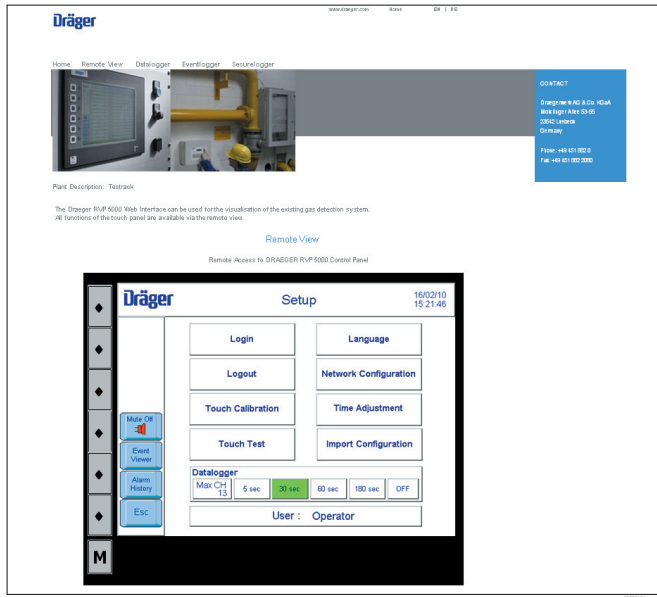 www.draeger.com Home EN | DE
Dräger
Home Remote View Datalogger Eventlogger Securelogger
CONTACT
Draegerwerk AG & Co. KGaA
Moislinger Allee 53-55
23542 Luebeck
Germany
Phone: +49 451 882 0
Fax: +49 451 882 2080
Plant Description: Testrack
The Draeger RVP 5000 Web Interface can be used for the visualisation of the existing gas detection system.
All functions of the touch panel are available via the remote view.
Remote View
Remote Access to DRAEGER RVP 5000 Control Panel
Dräger
Setup
16/02/10
15:21:46
Login
Language
Logout
Network Configuration
Touch Calibration
Time Adjustment
Touch Test
Import Configuration
Mute Off
Event
Viewer
Alarm
History
Esc
Datalogger
Max CH
13
5 sec
30 sec
60 sec
180 sec
OFF
User : Operator
M